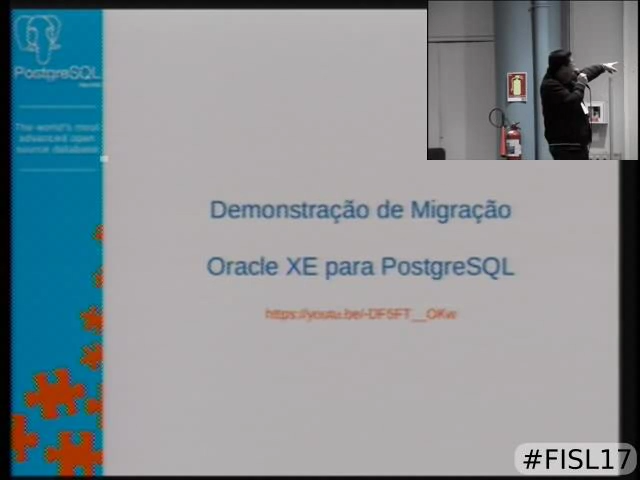 PostgreSQL
The world's most
advanced open
source database
Demonstração de Migração
Oracle XE para PostgreSQL
#FISL17